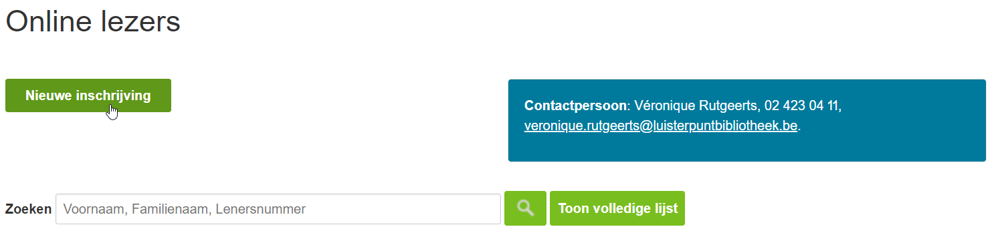 Online lezers
Nieuwe inschrijving
Contactpersoon: Véronique Rutgeerts, 02 423 04 11,
veronique.rutgeerts@luisterpuntbibliotheek.be.
Zoeken Voornaam, Familienaam, Lenersnummer Toon volledige lijst